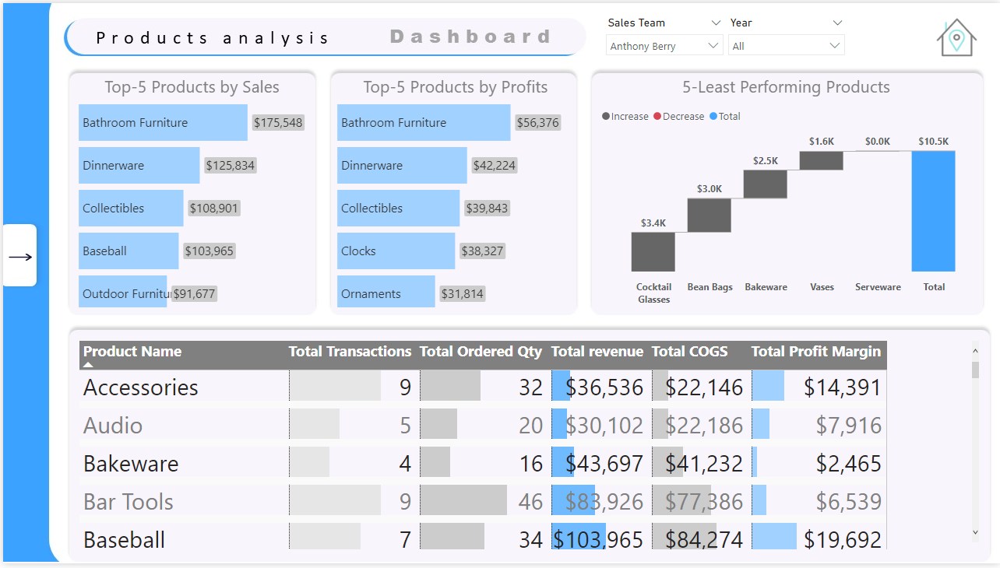 Products analysis Dashboard
Sales Team Year
Anthony Berry All
Top-5 Products by Sales
Bathroom Furniture $175,548
Dinnerware $125,834
Collectibles $108,901
Baseball $103,965
Outdoor Furnitu $91,677
Top-5 Products by Profits
Bathroom Furniture $56,376
Dinnerware $42,224
Collectibles $39,843
Clocks $38,327
Ornaments $31,814
5-Least Performing Products
Increase Decrease Total
$3.4K $3.0K $2.5K $1.6K $0.0K $10.5K
Cocktail Glasses Bean Bags Bakeware Vases Serveware Total
Product Name Total Transactions Total Ordered Qty Total revenue Total COGS Total Profit Margin
Accessories 9 32 $36,536 $22,146 $14,391
Audio 5 20 $30,102 $22,186 $7,916
Bakeware 4 16 $43,697 $41,232 $2,465
Bar Tools 9 46 $83,926 $77,386 $6,539
Baseball 7 34 $103,965 $84,274 $19,692